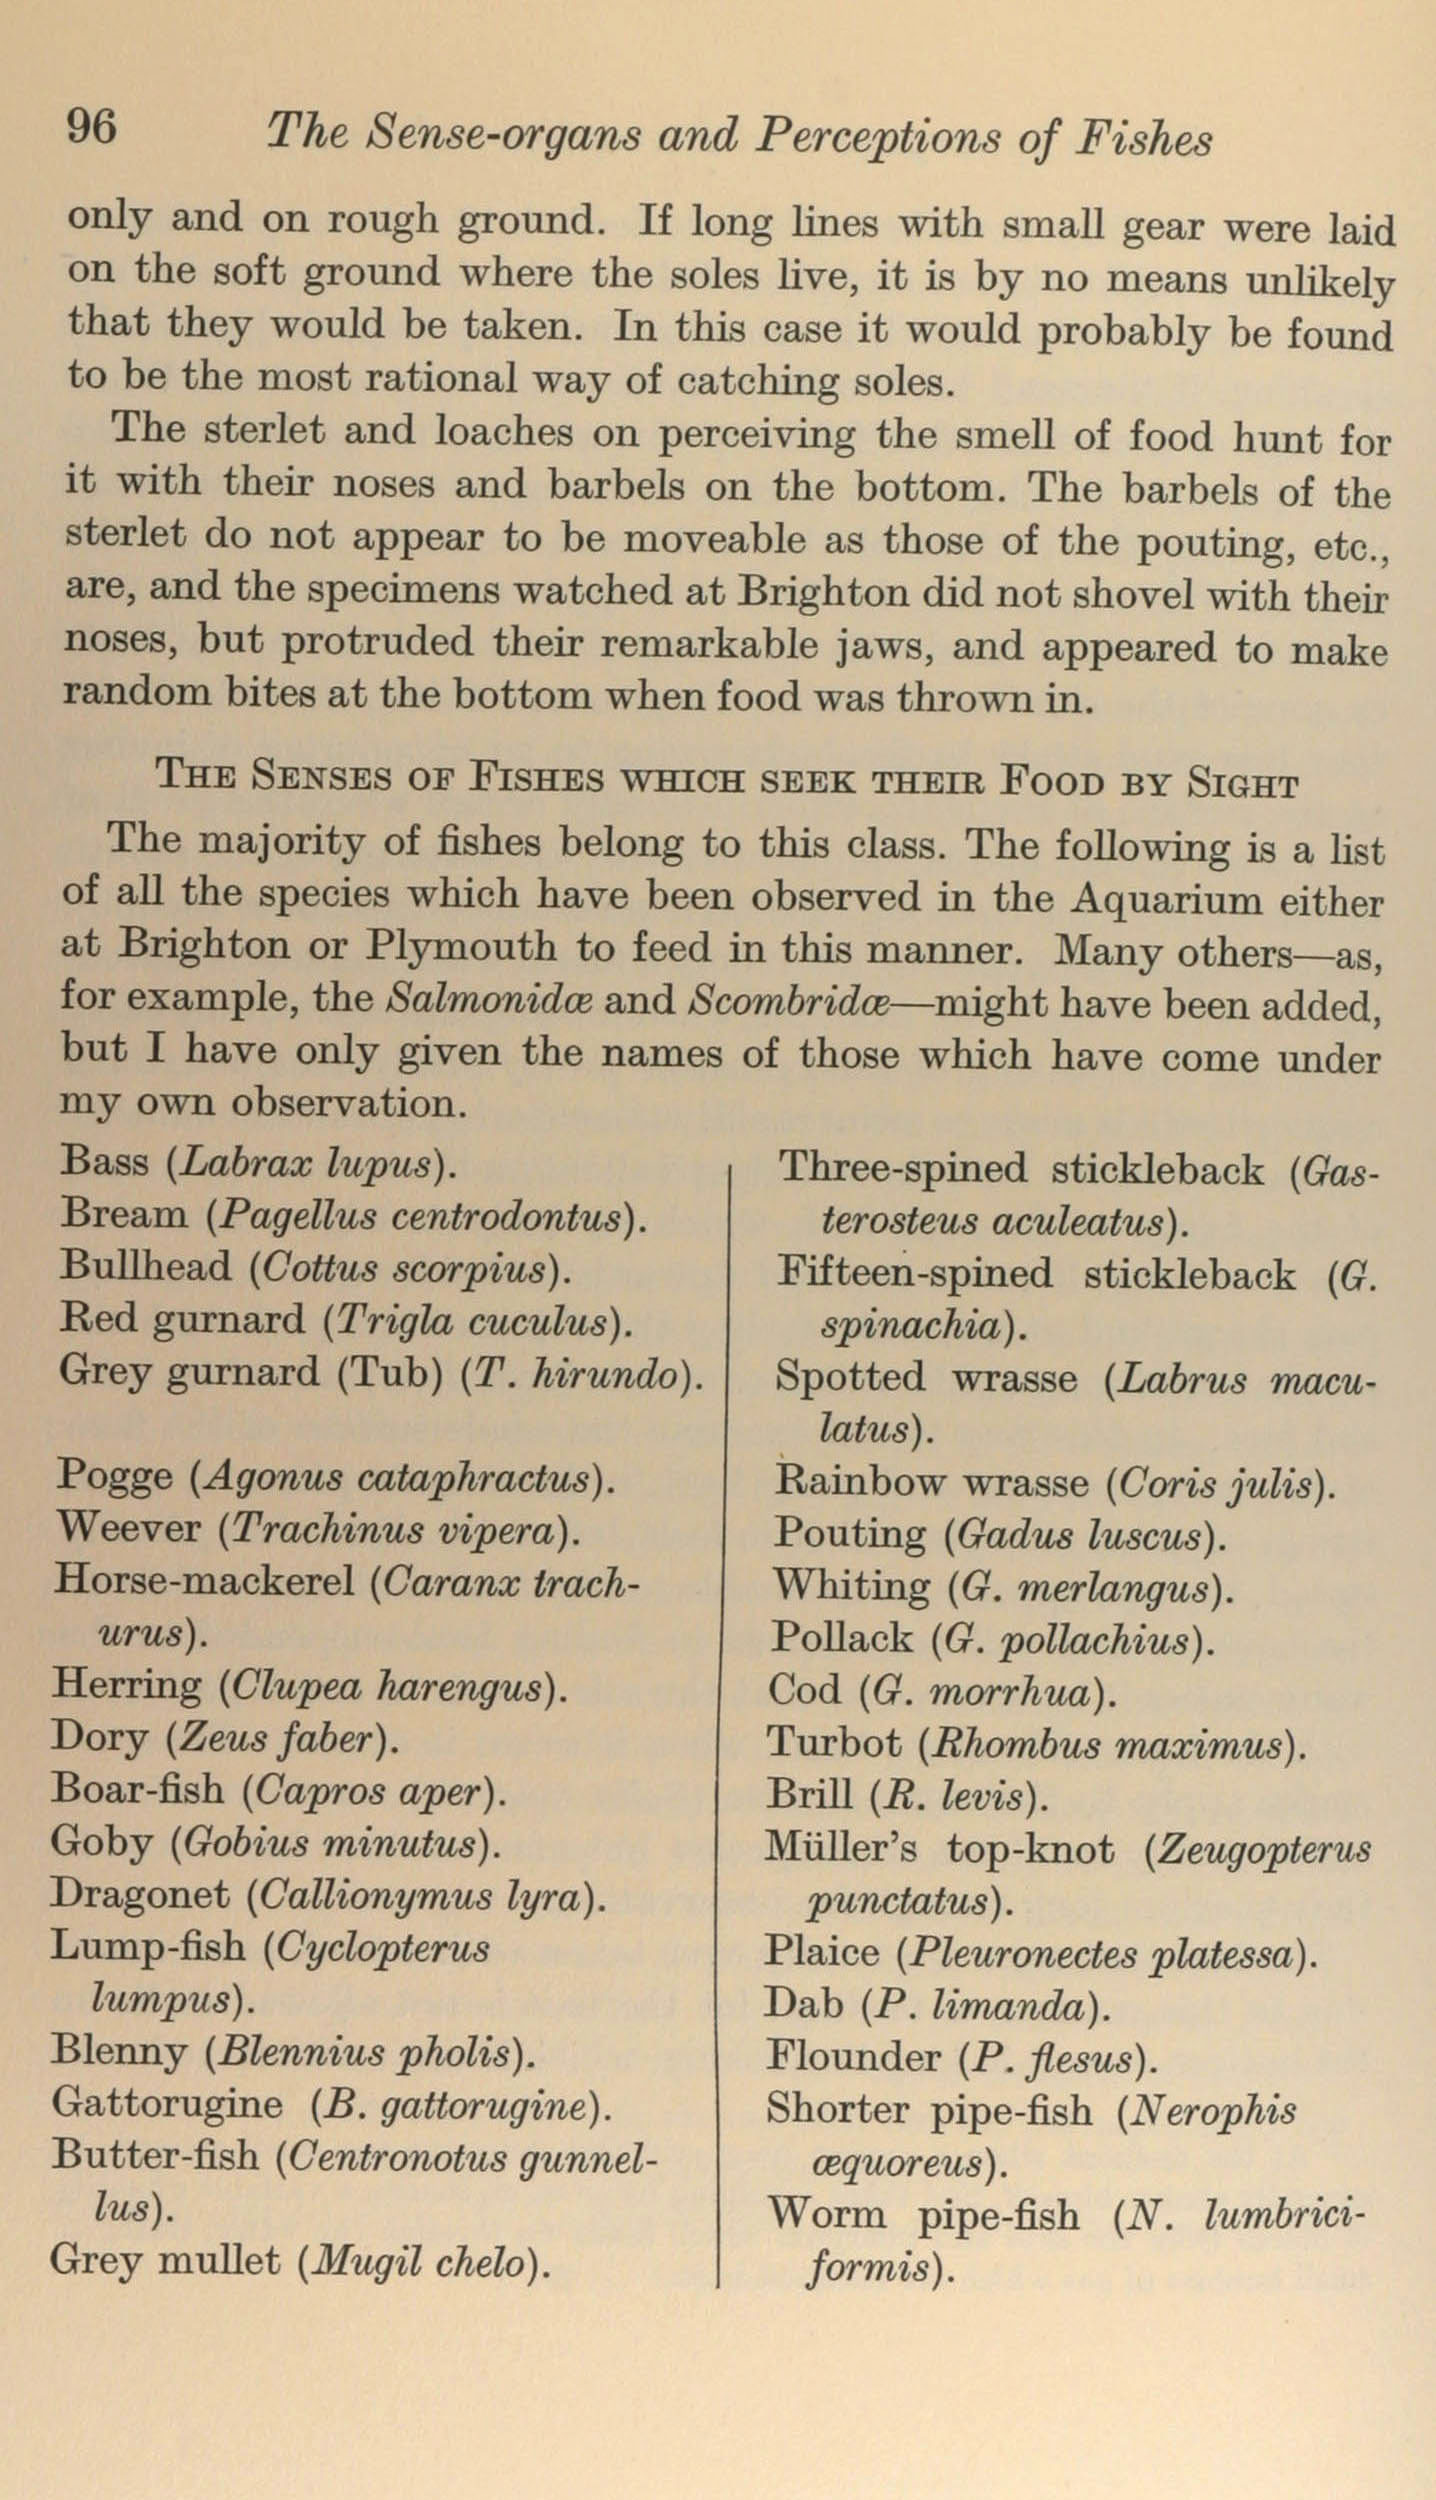 96 The Sense-organs and Perceptions of Fishes
only and on rough ground. If long lines with small gear were laid
on the soft ground where the soles live, it is by no means unlikely
that they would be taken. In this case it would probably be found
to be the most rational way of catching soles.
The sterlet and loaches on perceiving the smell of food hunt for
it with their noses and barbels on the bottom. The barbels of the
sterlet do not appear to be moveable as those of the pouting, etc.,
are, and the specimens watched at Brighton did not shovel with their
noses, but protruded their remarkable jaws, and appeared to make
random bites at the bottom when food was thrown in.
THE SENSES OF FISHES WHICH SEEK THEIR FOOD BY SIGHT
The majority of fishes belong to this class. The following is a list
of all the species which have been observed in the Aquarium either
at Brighton or Plymouth to feed in this manner. Many others—as,
for example, the Salmonidæ and Scombridæ—might have been added,
but I have only given the names of those which have come under
my own observation.
Bass (Labrax lupus).
Bream (Pagellus centrodontus).
Bullhead (Cottus scorpius).
Red gurnard (Trigla cuculus).
Grey gurnard (Tub) (T. hirundo).
Pogge (Agonus cataphractus).
Weever (Trachinus vipera).
Horse-mackerel (Caranx trach-
urus).
Herring (Clupea harengus).
Dory (Zeus faber).
Boar-fish (Capros aper).
Goby (Gobius minutus).
Dragonet (Callionymus lyra).
Lump-fish (Cyclopterus
lumpus).
Blenny (Blennius pholis).
Gattorugine (B. gattorugine).
Butter-fish (Centronotus gunnel-
lus).
Grey mullet (Mugil chelo).
Three-spined stickleback (Gas-
terosteus aculeatus).
Fifteen-spined stickleback (G.
spinachia).
Spotted wrasse (Labrus macu-
latus).
Rainbow wrasse (Coris julis).
Pouting (Gadus luscus).
Whiting (G. merlangus).
Pollack (G. pollachius).
Cod (G. morrhua).
Turbot (Rhombus maximus).
Brill (R. levis).
Müller's top-knot (Zeugopterus
punctatus).
Plaice (Pleuronectes platessa).
Dab (P. limanda).
Flounder (P. flesus).
Shorter pipe-fish (Nerophis
æquoreus).
Worm pipe-fish (N. lumbrici-
formis).